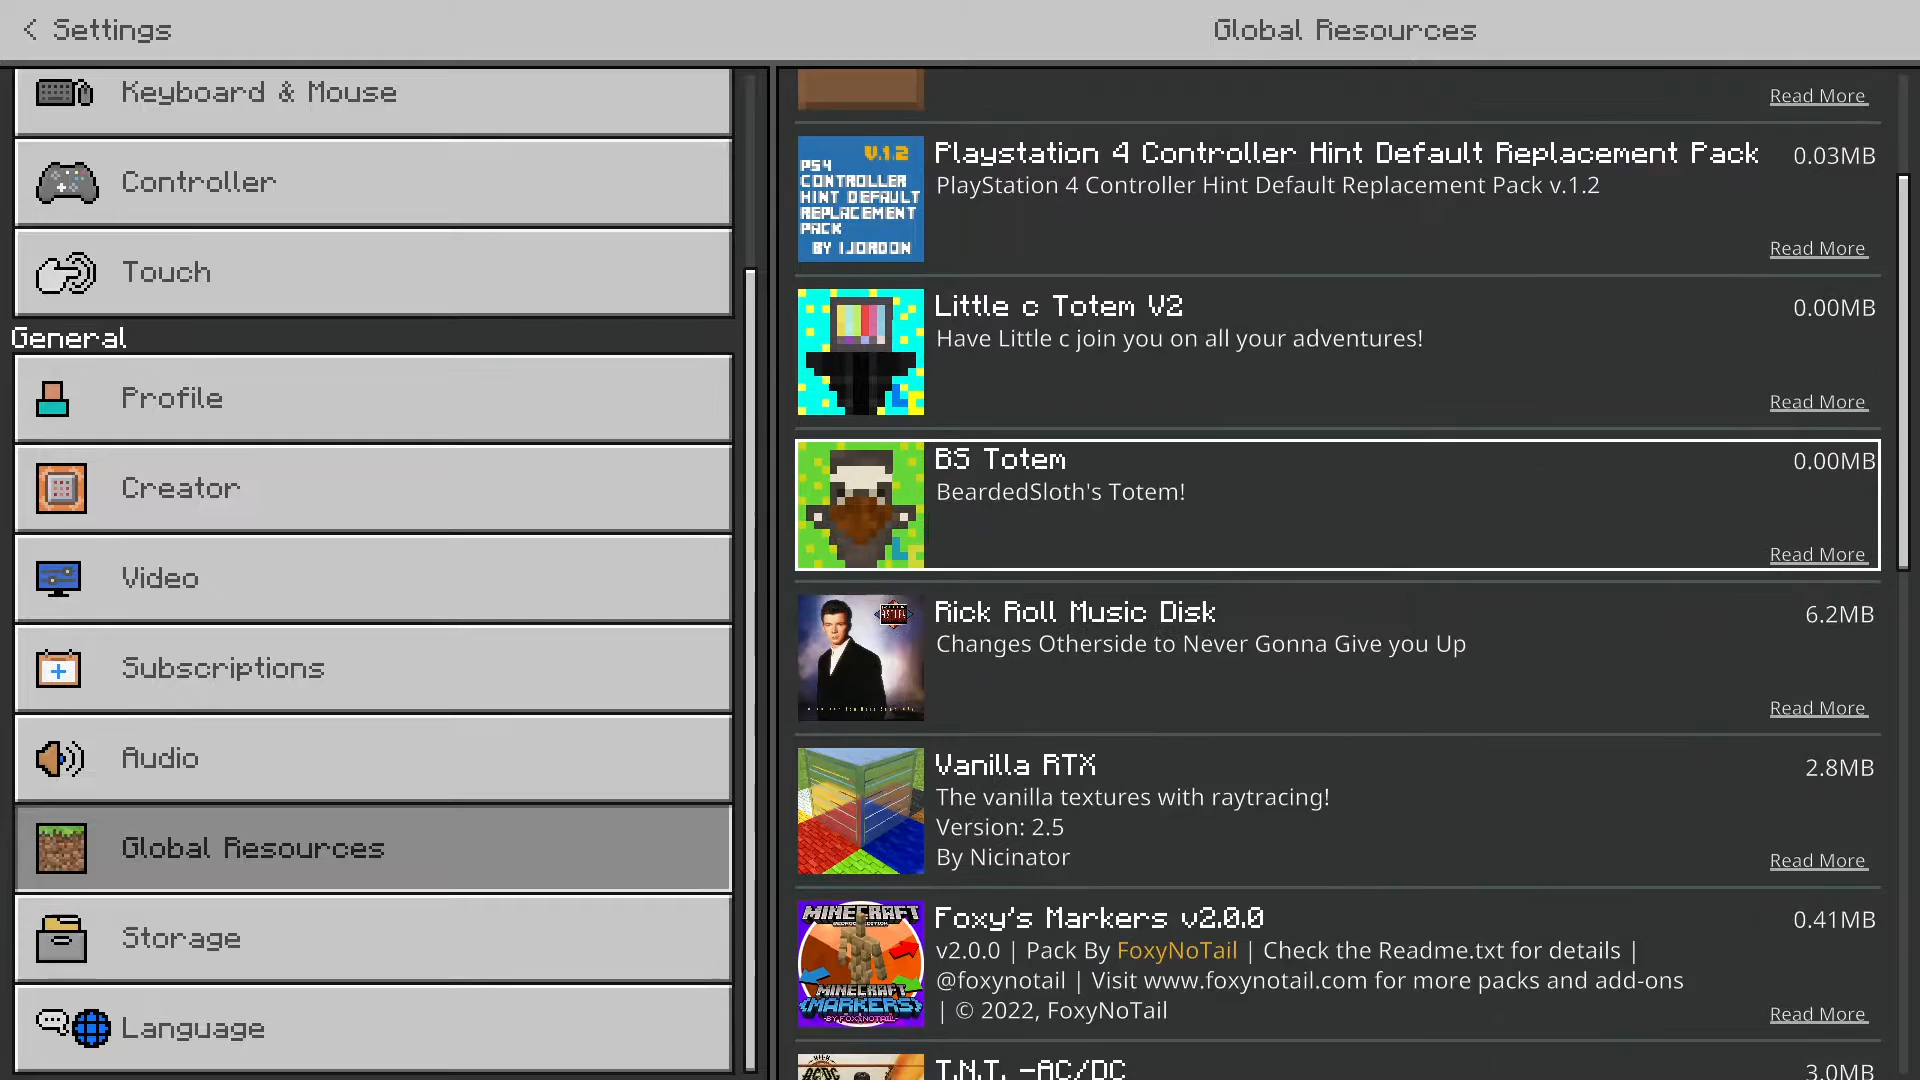 < Settings
Global Resources
Keyboard & Mouse
Controller
Touch
General
Profile
Creator
Video
Subscriptions
Audio
Global Resources
Storage
Language
Read More
V.1.2
PS4
CONTROLLER
HINT DEFAULT
REPLACEMENT
PACK
BY IJORDON
Playstation 4 Controller Hint Default Replacement Pack
0.03MB
PlayStation 4 Controller Hint Default Replacement Pack v.1.2
Read More
Little c Totem V2
0.00MB
Have Little c join you on all your adventures!
Read More
BS Totem
0.00MB
BeardedSloth's Totem!
Read More
Rick Roll Music Disk
6.2MB
Changes Otherside to Never Gonna Give you Up
Read More
Vanilla RTX
2.8MB
The vanilla textures with raytracing!
Version: 2.5
By Nicinator
Read More
MINECRAFT
MINECRAFT
MARKERS
BY FOXYNOTAIL
Foxy's Markers v2.0.0
0.41MB
v2.0.0 | Pack By FoxyNoTail | Check the Readme.txt for details |
@foxynotail | Visit www.foxynotail.com for more packs and add-ons
| © 2022, FoxyNoTail
Read More
T.N.T. -AC/DC
3.0MB